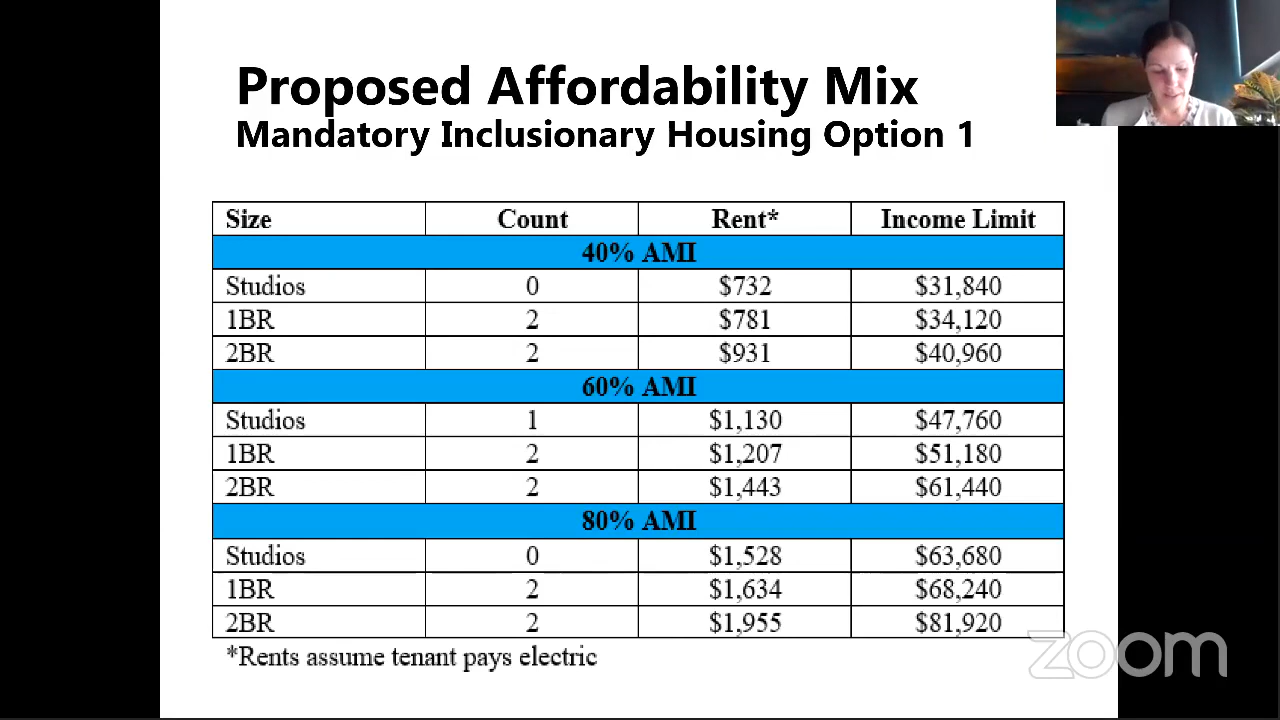 Proposed Affordability Mix
Mandatory Inclusionary Housing Option 1
Size Count Rent* Income Limit
40% AMI
Studios 0 $732 $31,840
1BR 2 $781 $34,120
2BR 2 $931 $40,960
60% AMI
Studios 1 $1,130 $47,760
1BR 2 $1,207 $51,180
2BR 2 $1,443 $61,440
80% AMI
Studios 0 $1,528 $63,680
1BR 2 $1,634 $68,240
2BR 2 $1,955 $81,920
*Rents assume tenant pays electric
zoom